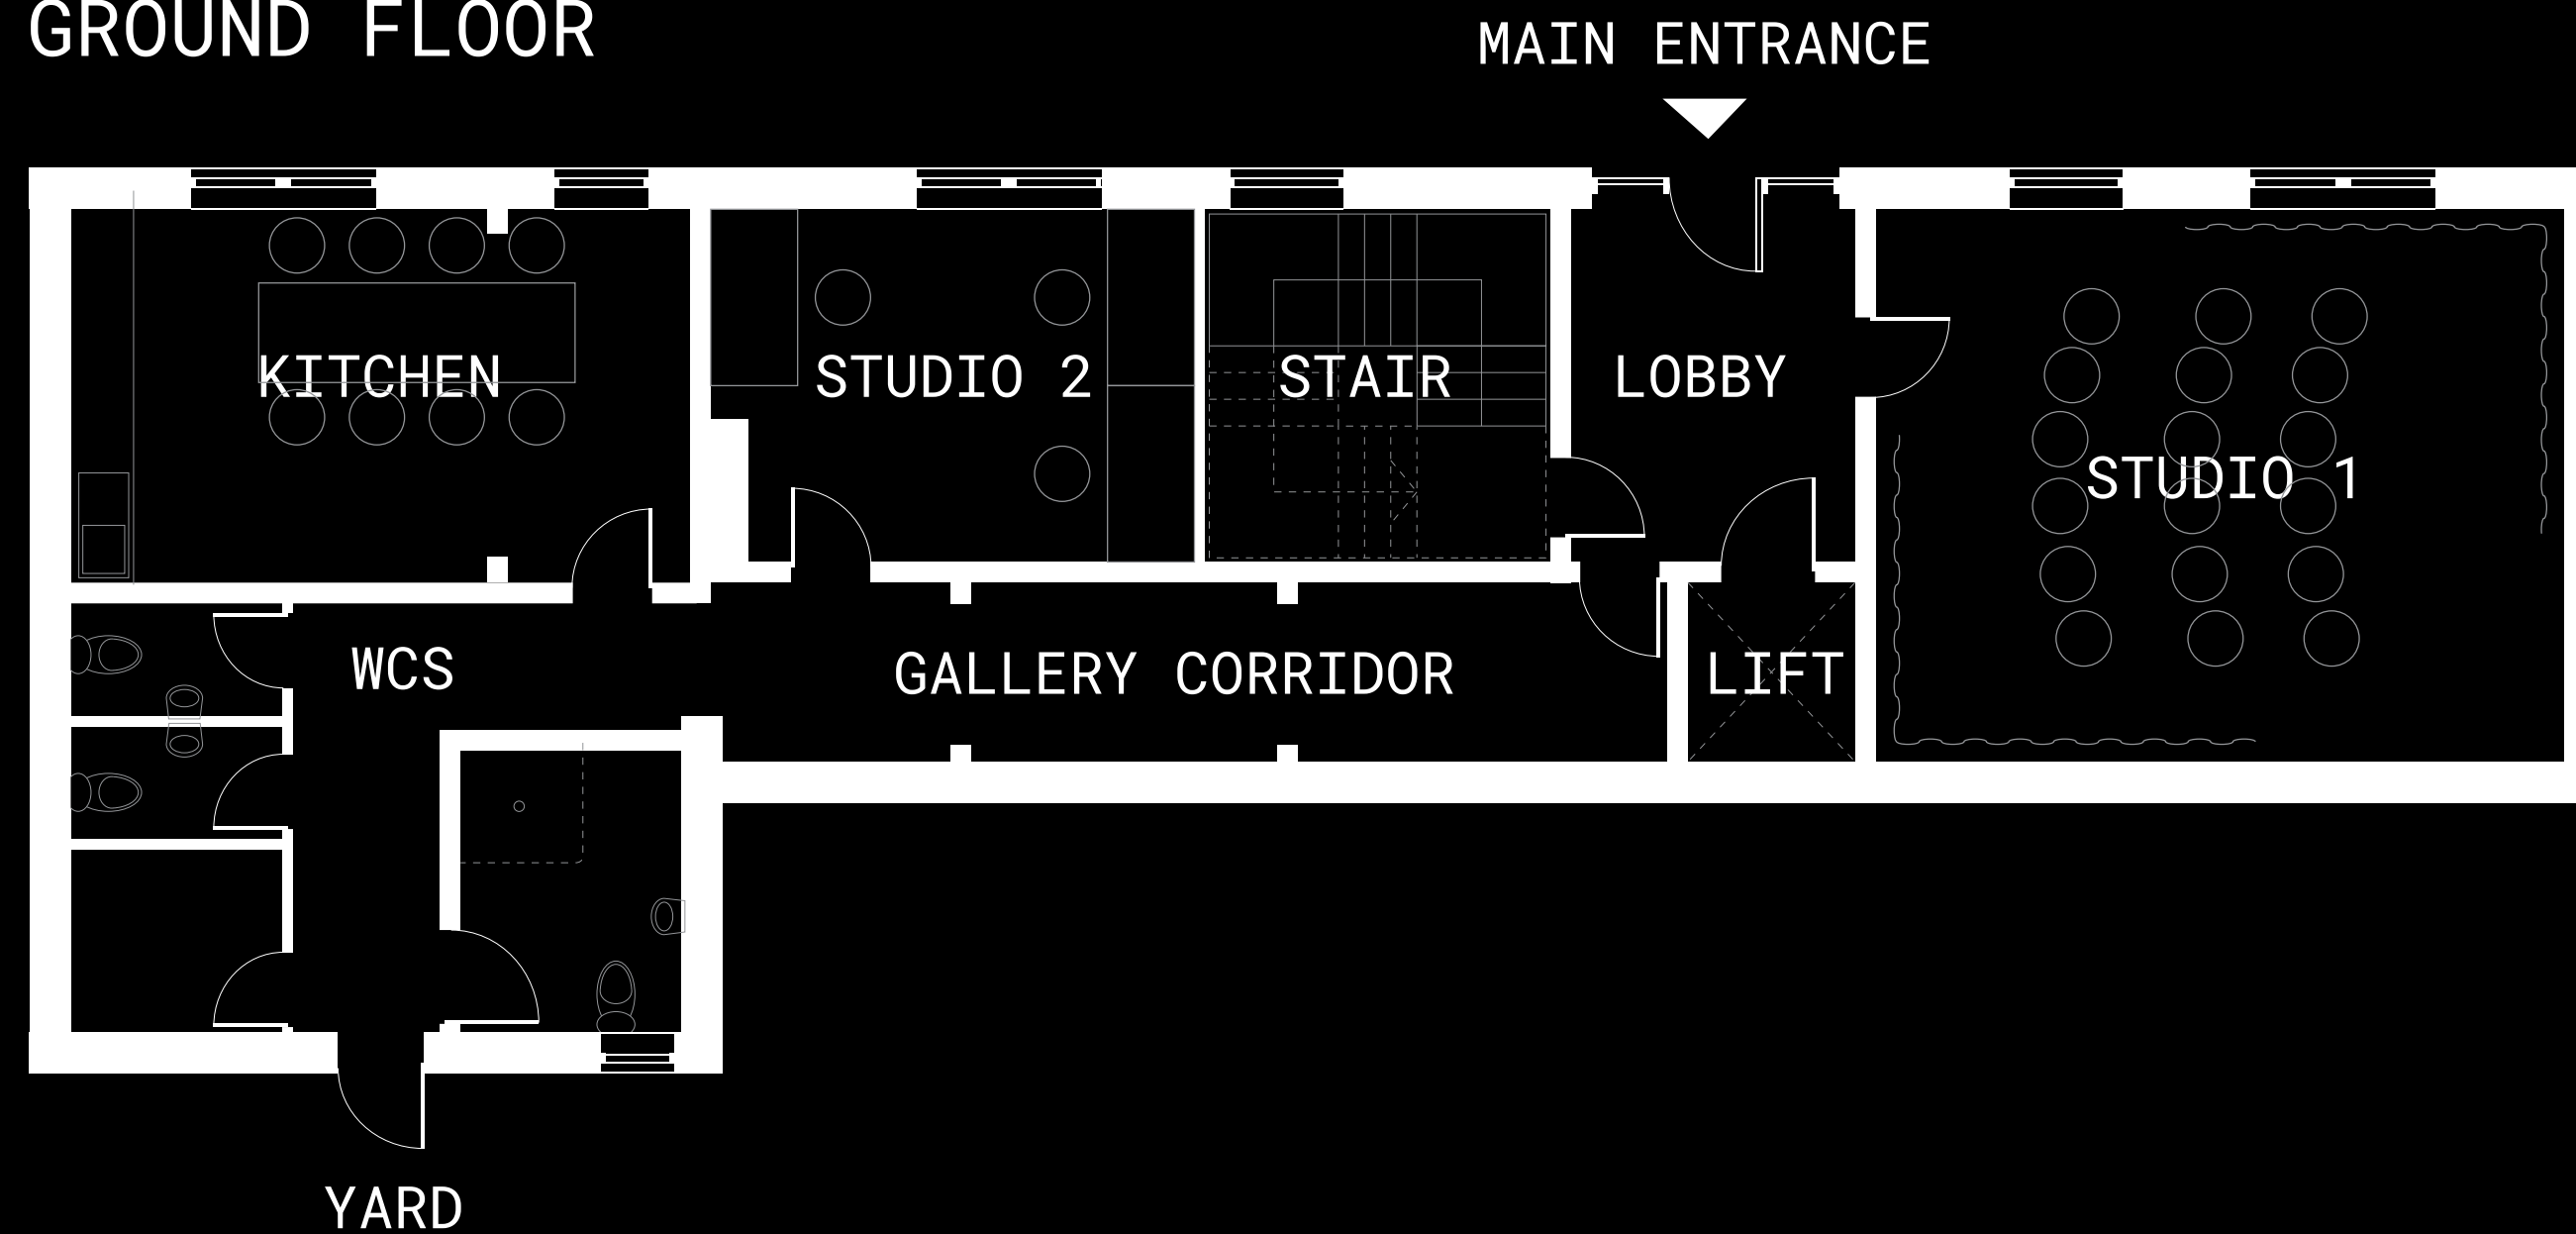 GROUND FLOOR
MAIN ENTRANCE
KITCHEN
STUDIO 2
STAIR
LOBBY
STUDIO 1
WCS
GALLERY CORRIDOR
LIFT
YARD